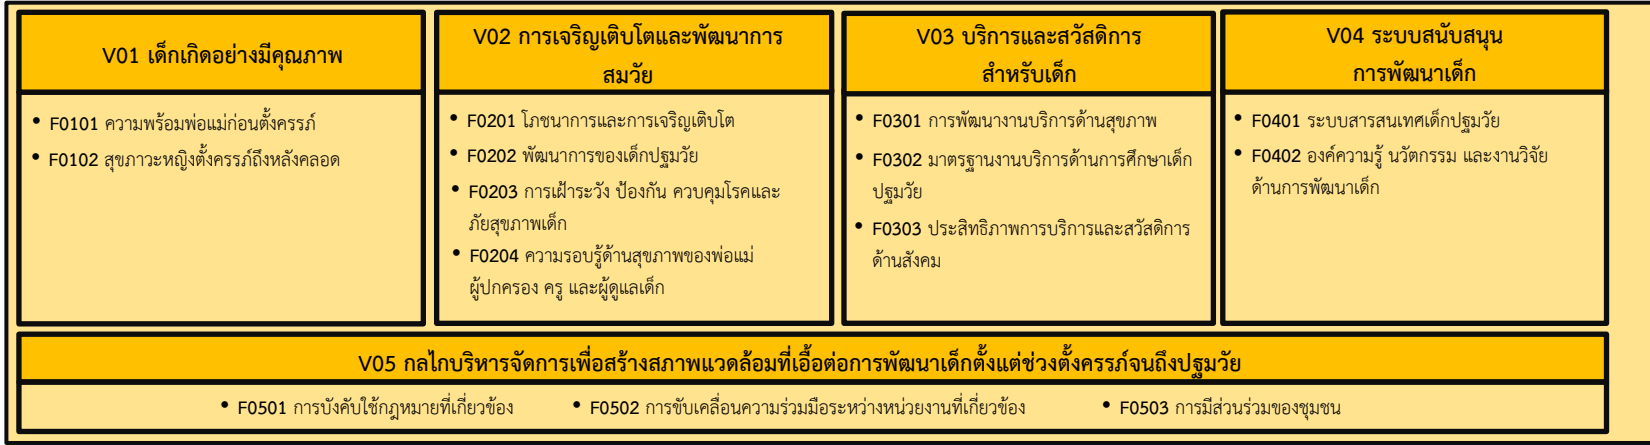 V01 เด็กเกิดอย่างมีคุณภาพ
• F0101 ความพร้อมพ่อแม่ก่อนตั้งครรภ์
• F0102 สุขภาวะหญิงตั้งครรภ์ถึงหลังคลอด
V02 การเจริญเติบโตและพัฒนาการ
สมวัย
• F0201 โภชนาการและการเจริญเติบโต
• F0202 พัฒนาการของเด็กปฐมวัย
• F0203 การเฝ้าระวัง ป้องกัน ควบคุมโรคและ
ภัยสุขภาพเด็ก
• F0204 ความรอบรู้ด้านสุขภาพของพ่อแม่
ผู้ปกครอง ครู และผู้ดูแลเด็ก
V03 บริการและสวัสดิการ
สำหรับเด็ก
• F0301 การพัฒนางานบริการด้านสุขภาพ
• F0302 มาตรฐานงานบริการด้านการศึกษาเด็ก
ปฐมวัย
• F0303 ประสิทธิภาพการบริการและสวัสดิการ
ด้านสังคม
V04 ระบบสนับสนุน
การพัฒนาเด็ก
• F0401 ระบบสารสนเทศเด็กปฐมวัย
• F0402 องค์ความรู้ นวัตกรรม และงานวิจัย
ด้านการพัฒนาเด็ก
V05 กลไกบริหารจัดการเพื่อสร้างสภาพแวดล้อมที่เอื้อต่อการพัฒนาเด็กตั้งแต่ช่วงตั้งครรภ์จนถึงปฐมวัย
• F0501 การบังคับใช้กฎหมายที่เกี่ยวข้อง • F0502 การขับเคลื่อนความร่วมมือระหว่างหน่วยงานที่เกี่ยวข้อง • F0503 การมีส่วนร่วมของชุมชน